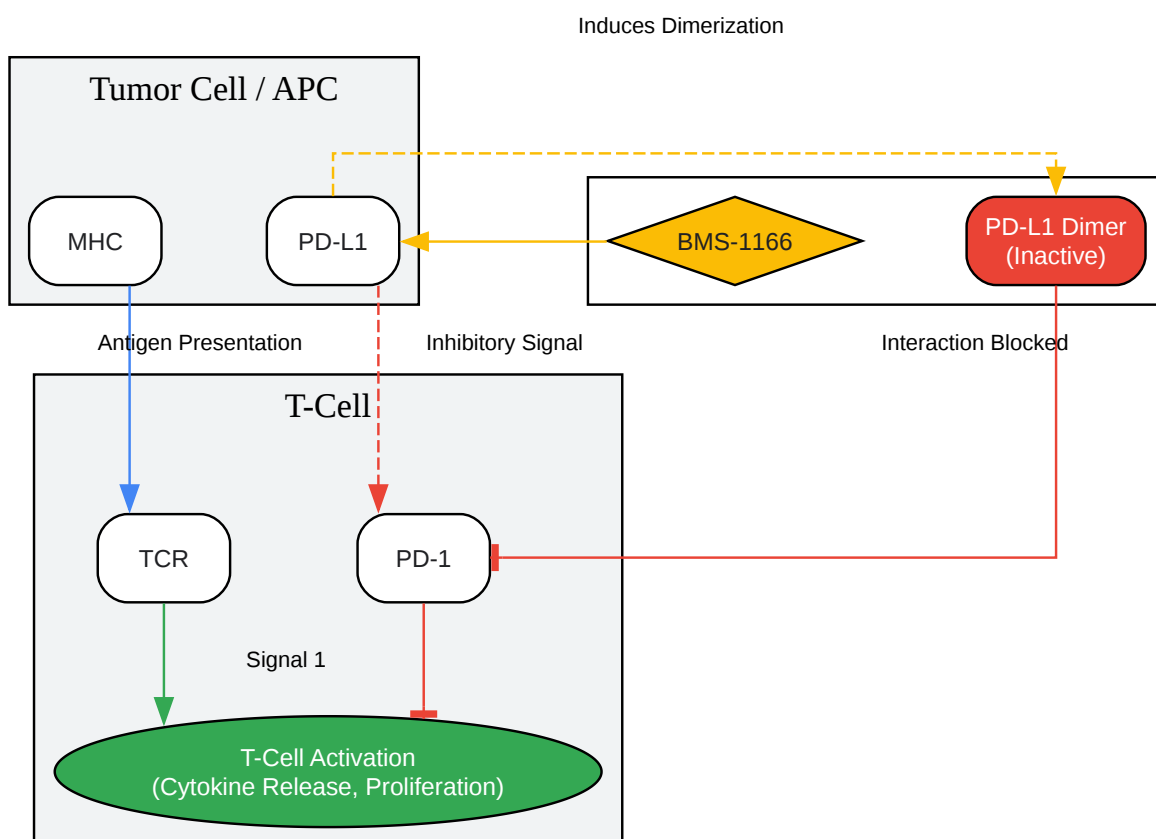 Induces Dimerization
Tumor Cell / APC
MHC
PD-L1
BMS-1166
PD-L1 Dimer
(Inactive)
Antigen Presentation
Inhibitory Signal
Interaction Blocked
T-Cell
TCR
PD-1
Signal 1
T-Cell Activation
(Cytokine Release, Proliferation)